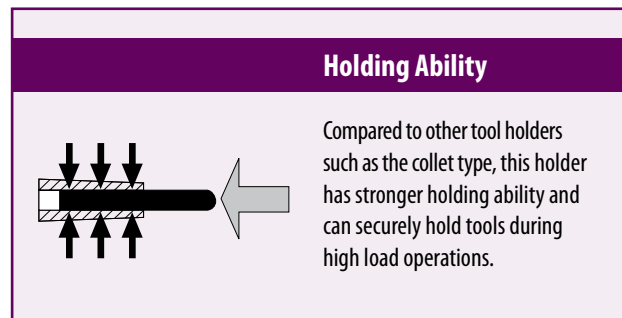 Holding Ability
Compared to other tool holders
such as the collet type, this holder
has stronger holding ability and
can securely hold tools during
high load operations.